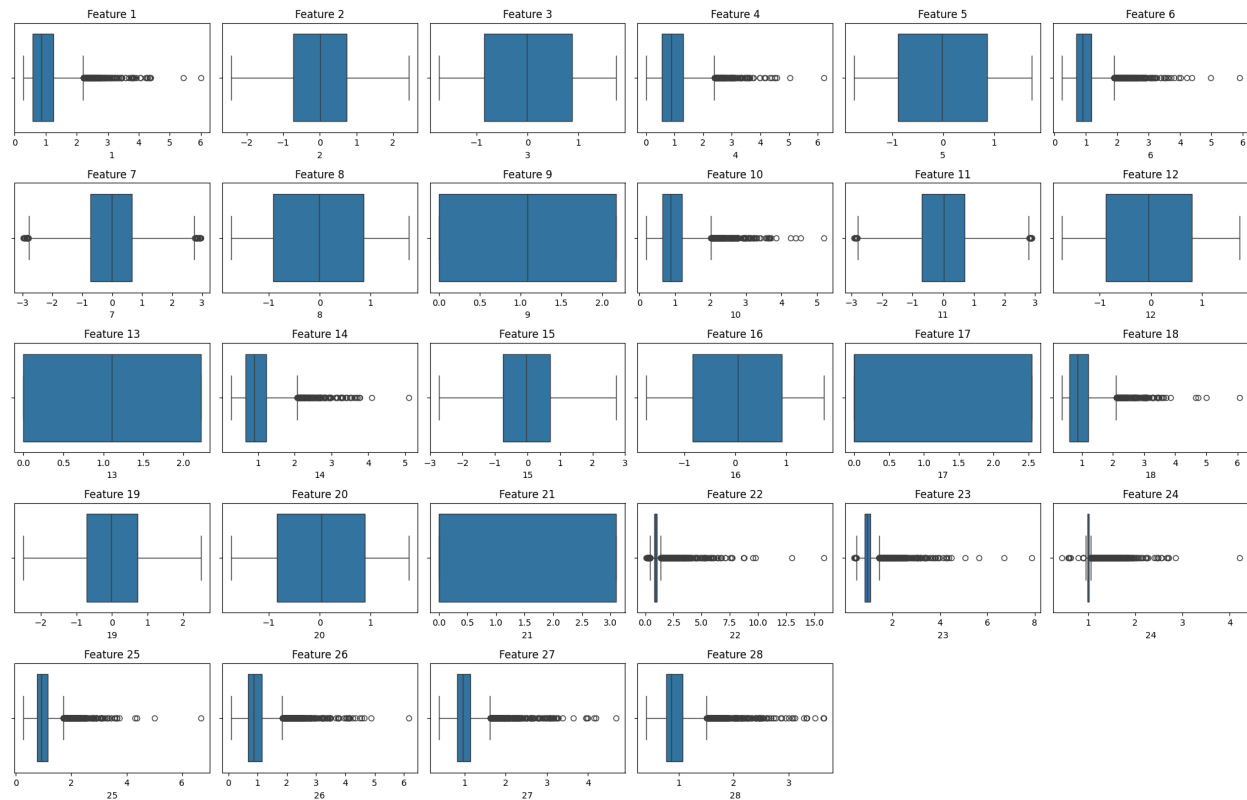 Feature 1 Feature 2 Feature 3 Feature 4 Feature 5 Feature 6
0 1 2 3 4 5 6 −2 −1 0 1 2 −1 0 1 0 1 2 3 4 5 6 −1 0 1 0 1 2 3 4 5 6
1 2 3 4 5 6
Feature 7 Feature 8 Feature 9 Feature 10 Feature 11 Feature 12
−3 −2 −1 0 1 2 3 −1 0 1 0.0 0.5 1.0 1.5 2.0 0 1 2 3 4 5 −3 −2 −1 0 1 2 3 −1 0 1
7 8 9 10 11 12
Feature 13 Feature 14 Feature 15 Feature 16 Feature 17 Feature 18
0.0 0.5 1.0 1.5 2.0 1 2 3 4 5 −3 −2 −1 0 1 2 3 −1 0 1 0.0 0.5 1.0 1.5 2.0 2.5 1 2 3 4 5 6
13 14 15 16 17 18
Feature 19 Feature 20 Feature 21 Feature 22 Feature 23 Feature 24
−2 −1 0 1 2 −1 0 1 0.0 0.5 1.0 1.5 2.0 2.5 3.0 0.0 2.5 5.0 7.5 10.0 12.5 15.0 2 4 6 8 1 2 3 4
19 20 21 22 23 24
Feature 25 Feature 26 Feature 27 Feature 28
0 2 4 6 0 1 2 3 4 5 6 1 2 3 4 1 2 3
25 26 27 28